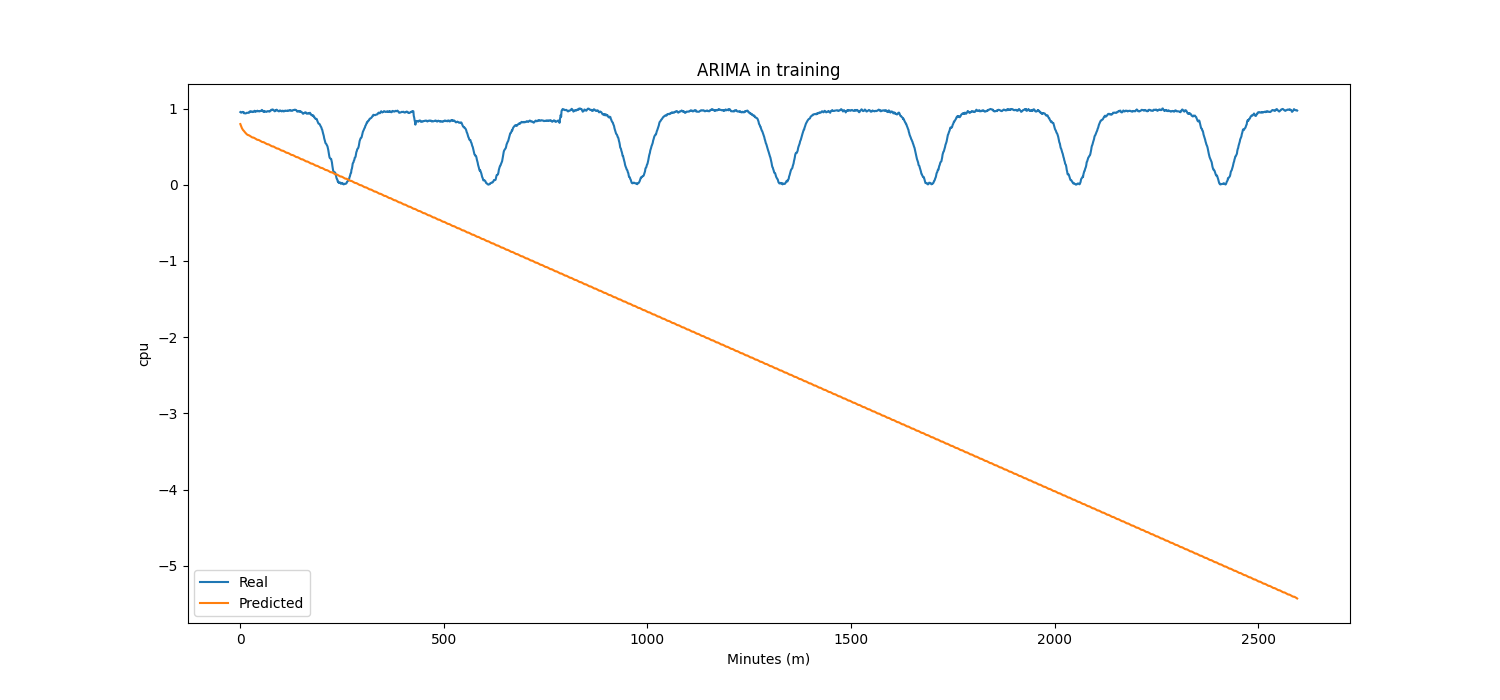 ARIMA in training
1
0
−1
−2
−3
−4
−5
cpu
Real
Predicted
0
500
1000
1500
2000
2500
Minutes (m)